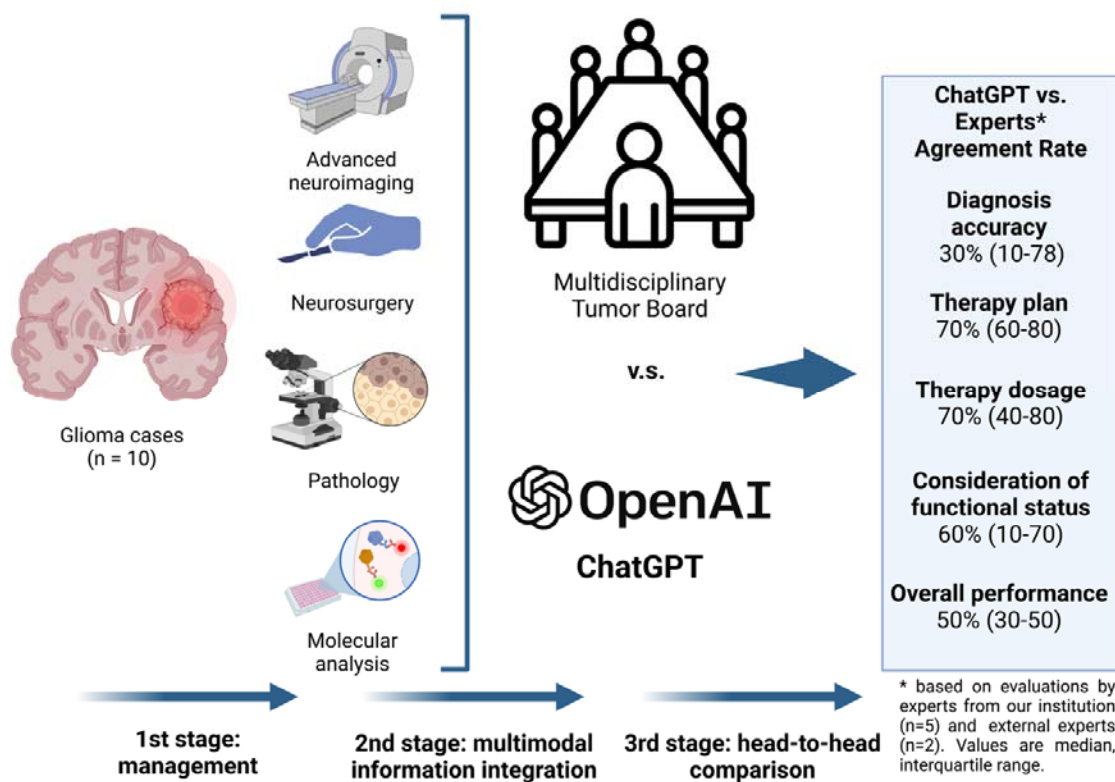 Advanced
neuroimaging
Neurosurgery
Pathology
Molecular
analysis
Glioma cases
(n = 10)
Multidisciplinary
Tumor Board
v.s.
OpenAI
ChatGPT
ChatGPT vs.
Experts*
Agreement Rate
Diagnosis
accuracy
30% (10-78)
Therapy plan
70% (60-80)
Therapy dosage
70% (40-80)
Consideration of
functional status
60% (10-70)
Overall performance
50% (30-50)
* based on evaluations by
experts from our institution
(n=5) and external experts
(n=2). Values are median,
interquartile range.
1st stage:
management
2nd stage: multimodal
information integration
3rd stage: head-to-head
comparison